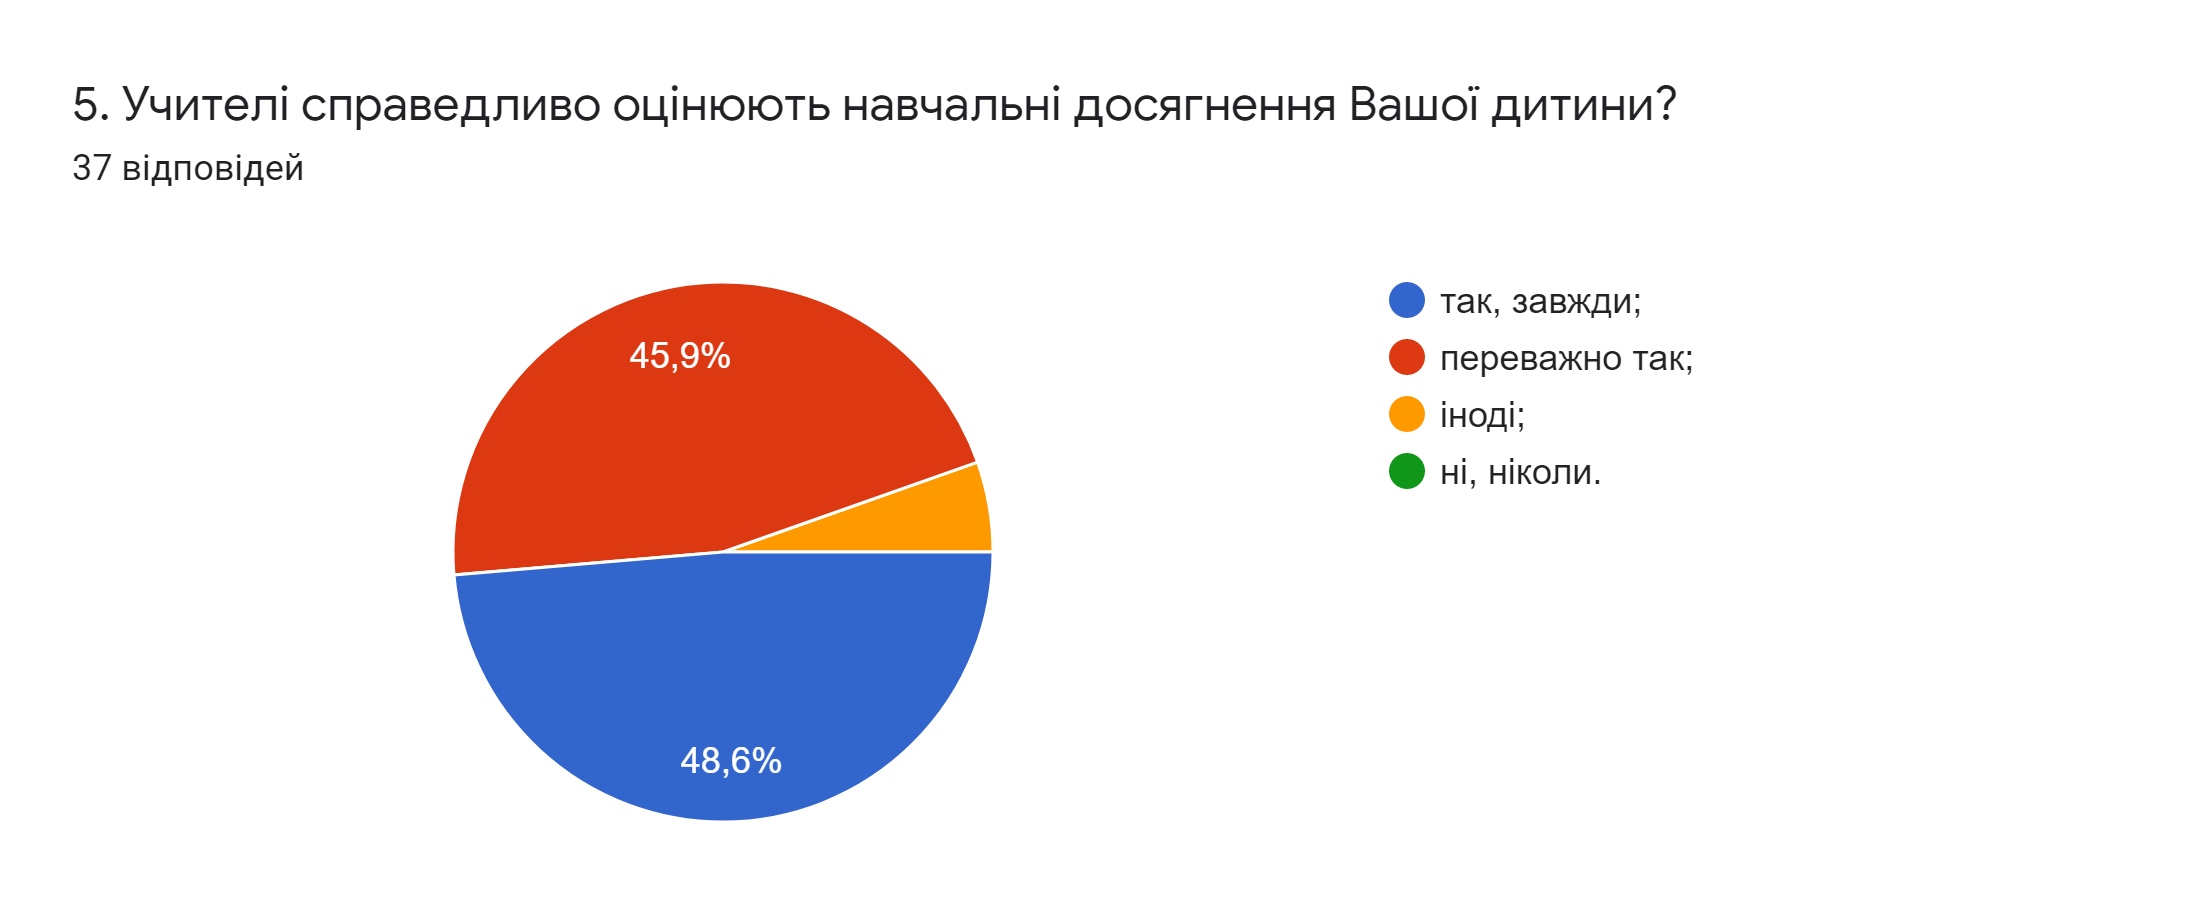 5. Учителі справедливо оцінюють навчальні досягнення Вашої дитини?
37 відповідей
45,9%
48,6%
так, завжди;
переважно так;
іноді;
ні, ніколи.